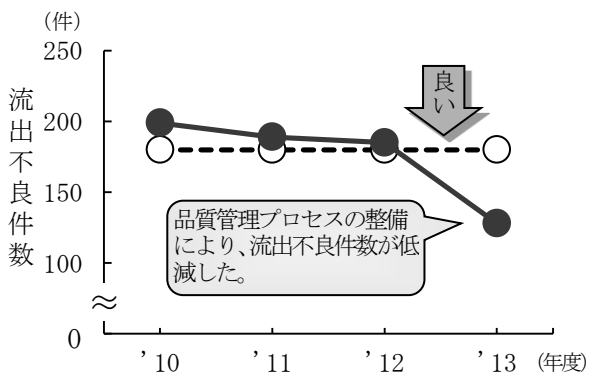 (件)
250
200
150
100
0
流出不良件数
良い
品質管理プロセスの整備
により、流出不良件数が低
減した。
'10
'11
'12
'13
(年度)